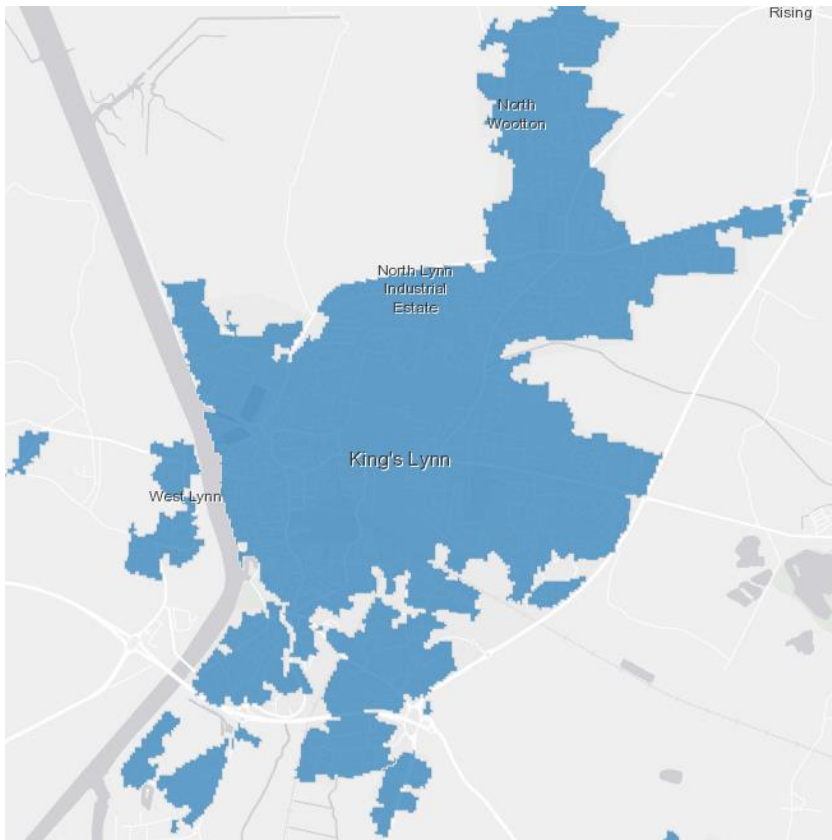 Rising
North
Wootton
North Lynn
Industrial
Estate
King's Lynn
West Lynn